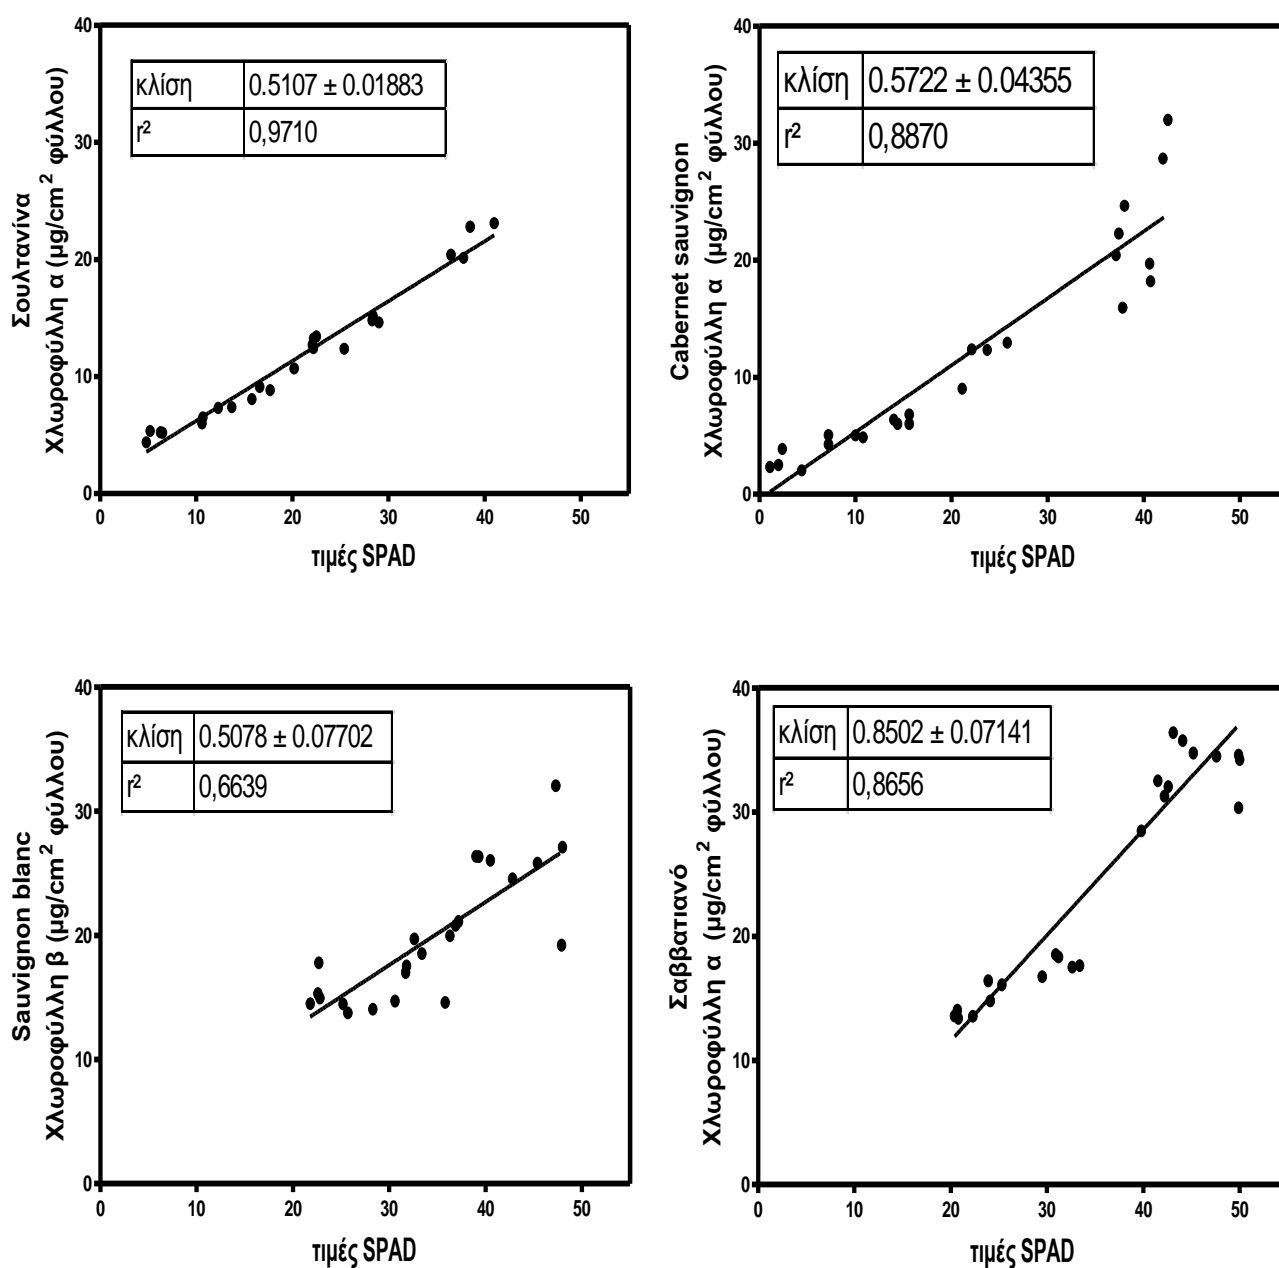 Σουλτανίνα
Χλωροφύλλη α (μg/cm² φύλλου)
40
30
20
10
0
κλίση 0.5107 ± 0.01883
r² 0,9710
0 10 20 30 40 50
τιμές SPAD
Cabernet sauvignon
Χλωροφύλλη α (μg/cm² φύλλου)
40
30
20
10
0
κλίση 0.5722 ± 0.04355
r² 0,8870
0 10 20 30 40 50
τιμές SPAD
Sauvignon blanc
Χλωροφύλλη β (μg/cm² φύλλου)
40
30
20
10
0
κλίση 0.5078 ± 0.07702
r² 0,6639
0 10 20 30 40 50
τιμές SPAD
Σαββατιανό
Χλωροφύλλη α (μg/cm² φύλλου)
40
30
20
10
0
κλίση 0.8502 ± 0.07141
r² 0,8656
0 10 20 30 40 50
τιμές SPAD